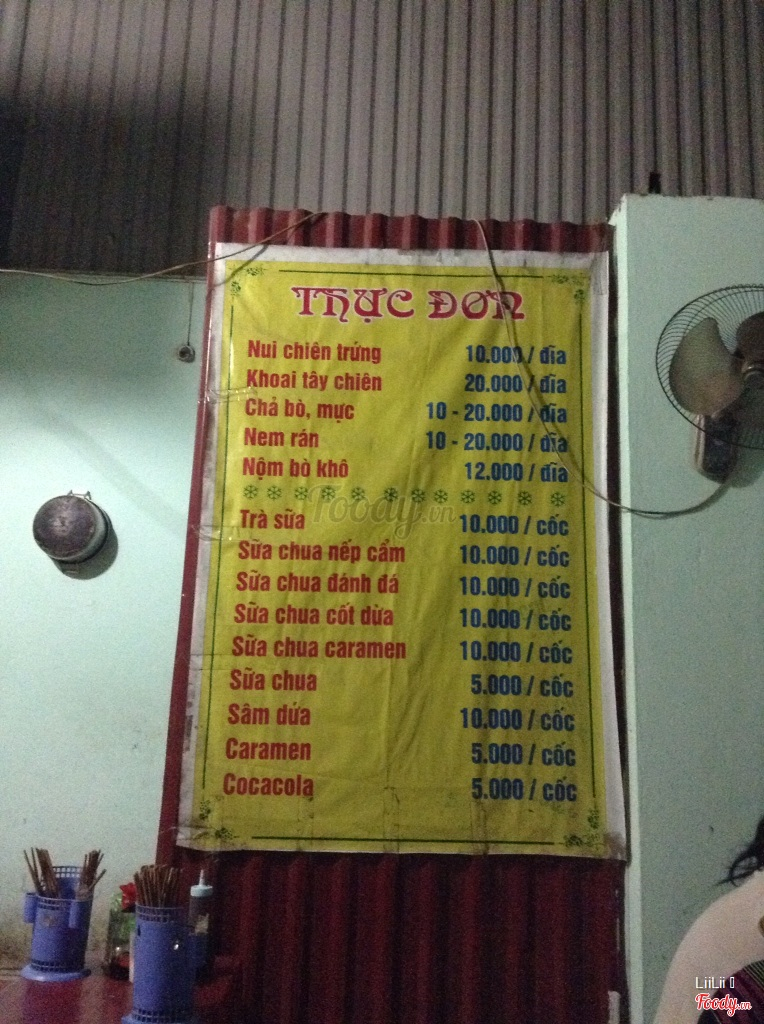 THỰC ĐƠN
Nui chiên trứng 10.000 / đĩa
Khoai tây chiên 20.000 / đĩa
Chả bò, mực 10 - 20.000 / đĩa
Nem rán 10 - 20.000 / đĩa
Nộm bò khô 12.000 / đĩa
Foody.vn
Trà sữa 10.000 / cốc
Sữa chua nếp cẩm 10.000 / cốc
Sữa chua đánh đá 10.000 / cốc
Sữa chua cốt dừa 10.000 / cốc
Sữa chua caramen 10.000 / cốc
Sữa chua 5.000 / cốc
Sâm dứa 10.000 / cốc
Caramen 5.000 / cốc
Cocacola 5.000 / cốc
LiiLii
Foody.vn